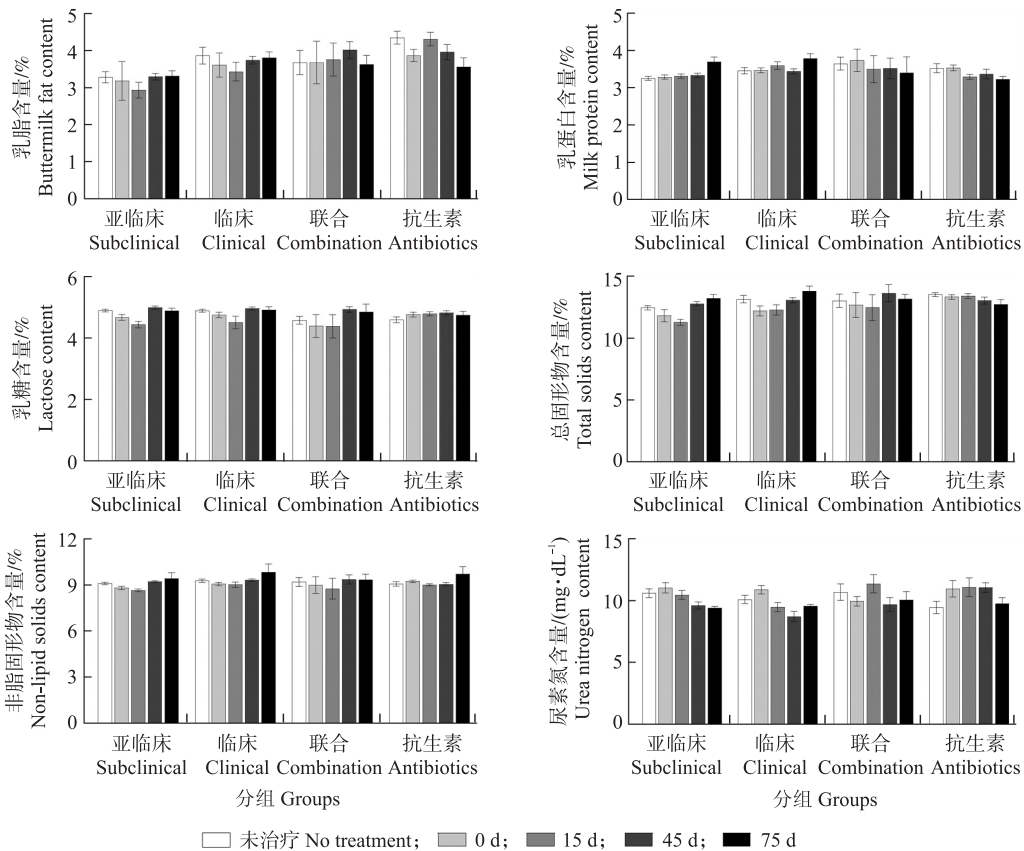 乳脂含量/%
Buttermilk fat content
5
4
3
2
1
0
亚临床 临床 联合 抗生素
Subclinical Clinical Combination Antibiotics
乳蛋白含量/%
Milk protein content
5
4
3
2
1
0
亚临床 临床 联合 抗生素
Subclinical Clinical Combination Antibiotics
乳糖含量/%
Lactose content
6
4
2
0
亚临床 临床 联合 抗生素
Subclinical Clinical Combination Antibiotics
总固形物含量/%
Total solids content
15
10
5
0
亚临床 临床 联合 抗生素
Subclinical Clinical Combination Antibiotics
非脂固形物含量/%
Non-lipid solids content
12
9
6
3
0
亚临床 临床 联合 抗生素
Subclinical Clinical Combination Antibiotics
分组 Groups
尿素氮含量/(mg·dL⁻¹)
Urea nitrogen content
15
10
5
0
亚临床 临床 联合 抗生素
Subclinical Clinical Combination Antibiotics
分组 Groups
未治疗 No treatment; 0 d; 15 d; 45 d; 75 d